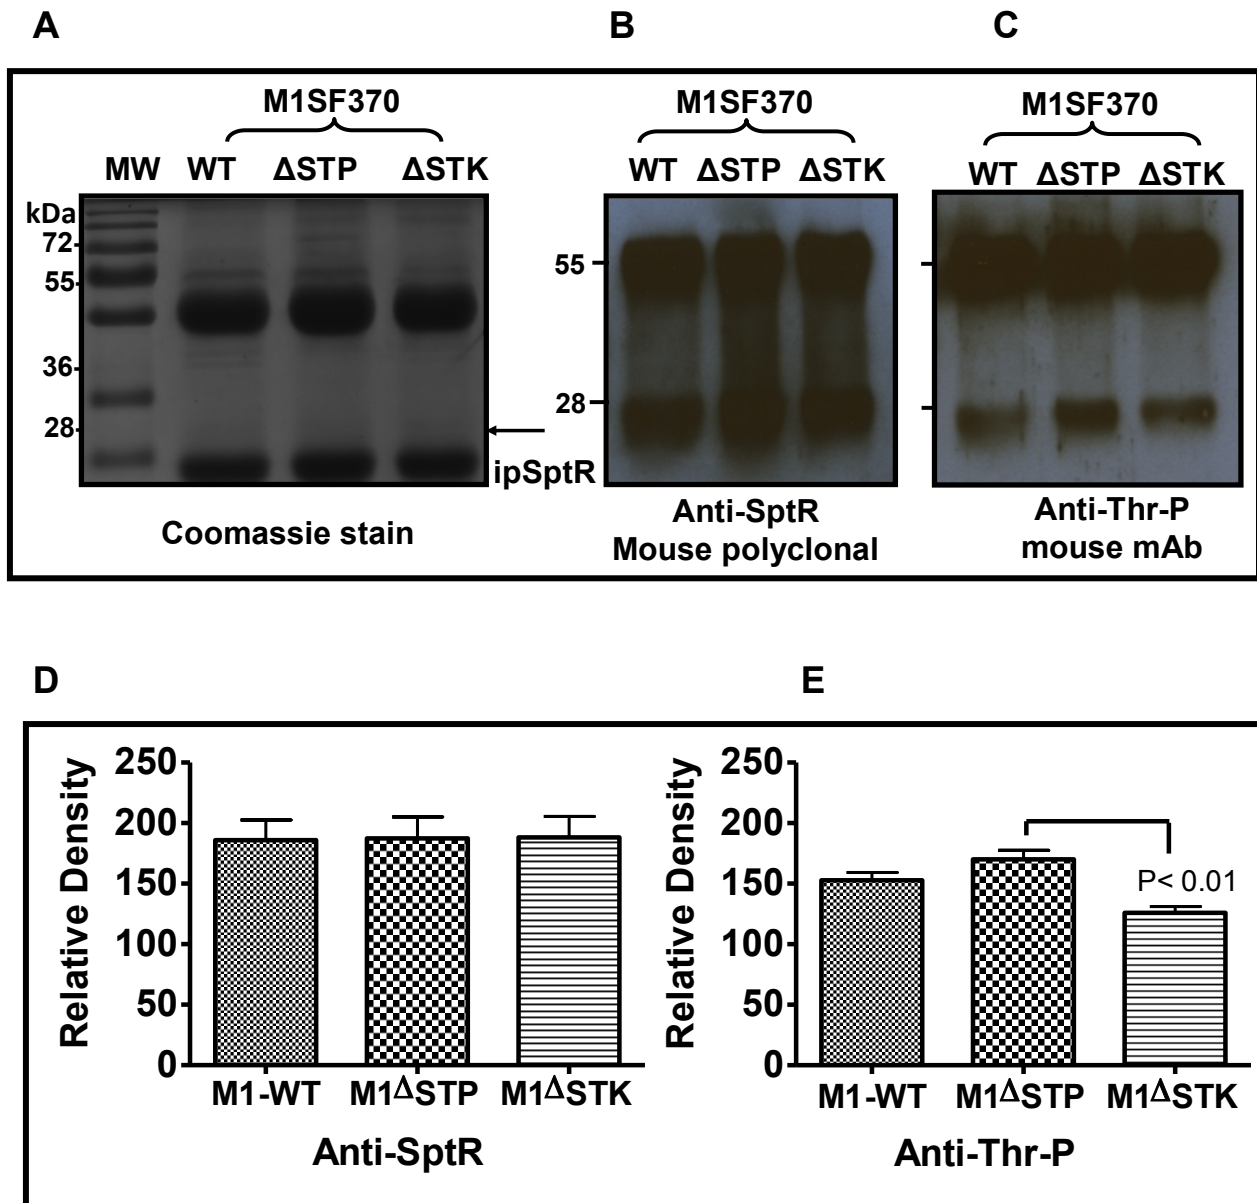 A
B
C
M1SF370
MW WT ΔSTP ΔSTK
kDa
72
55
36
28
ipSptR
Coomassie stain
M1SF370
WT ΔSTP ΔSTK
55
28
Anti-SptR
Mouse polyclonal
M1SF370
WT ΔSTP ΔSTK
Anti-Thr-P
mouse mAb
D
E
Relative Density
250
200
150
100
50
0
M1-WT M1ΔSTP M1ΔSTK
Anti-SptR
Relative Density
250
200
150
100
50
0
P< 0.01
M1-WT M1ΔSTP M1ΔSTK
Anti-Thr-P